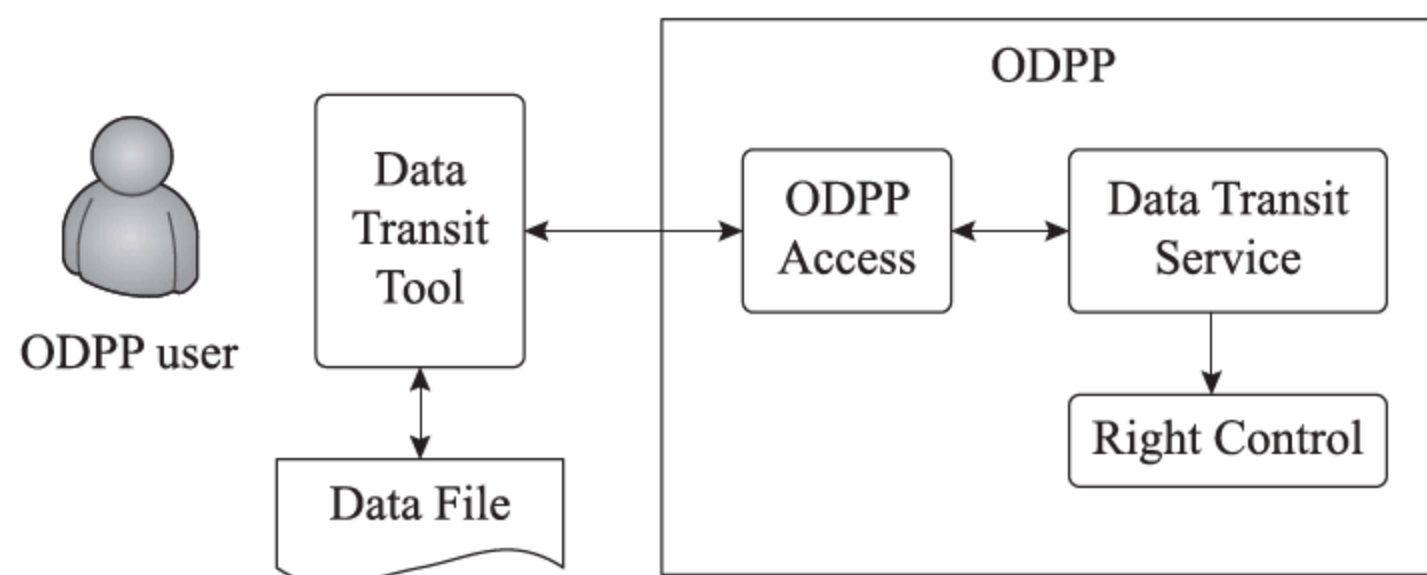 ODPP
Data
Transit
Tool
ODPP
Access
Data Transit
Service
ODPP user
Right Control
Data File